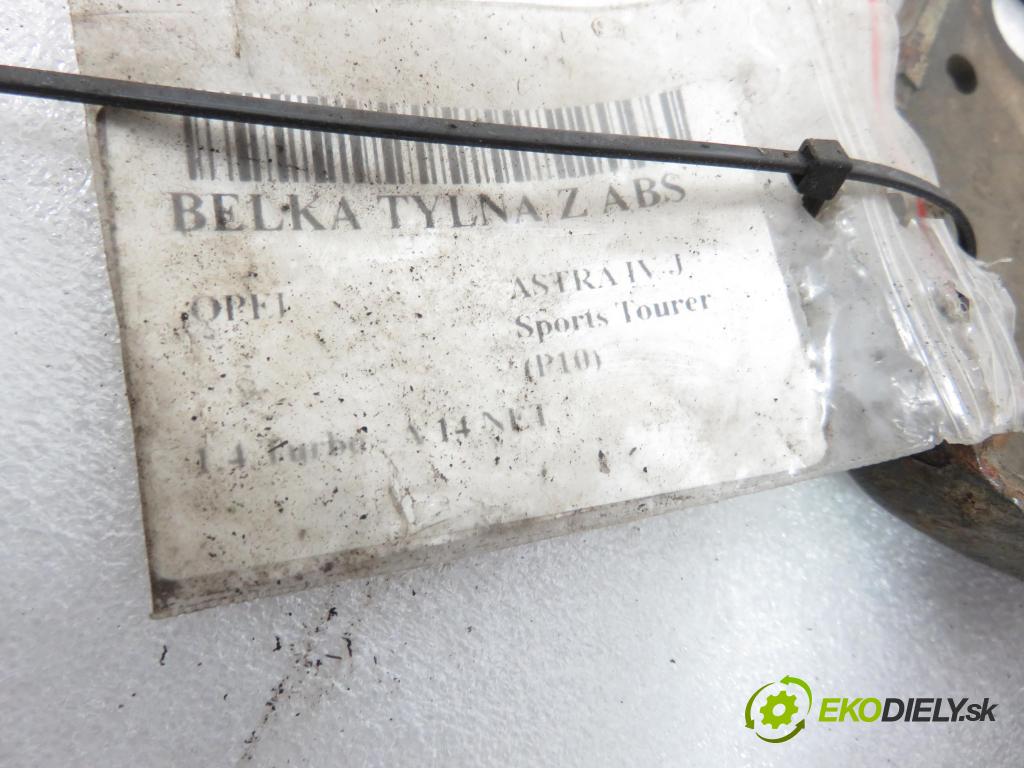 BELKA TYLNA Z ABS
OPEL
ASTRA IV J
Sports Tourer
(P10)
1.4 Turbo - A 14 NET
EKODIELY.sk